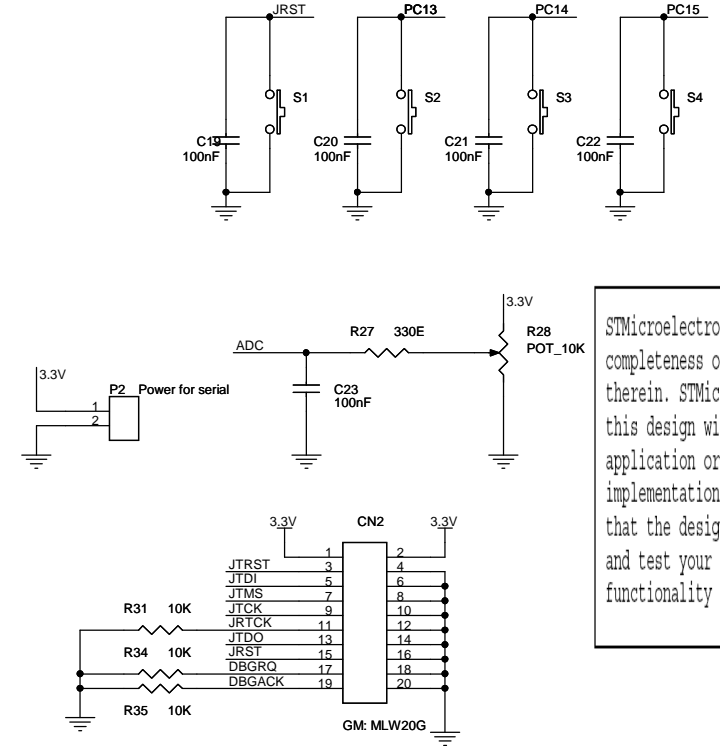 JRST PC13 PC14 PC15
S1 S2 S3 S4
C19 C20 C21 C22
100nF 100nF 100nF 100nF
3.3V
R27 330E R28
ADC POT_10K
3.3V
P2 Power for serial
1
2
C23
100nF
STMicroelectro
completeness o
therein. STMic
this design wi
application or
implementation
that the desig
and test your
functionality
3.3V CN2 3.3V
1 2
JTRST 3 4
JTDI 5 6
JTMS 7 8
R31 10K JTCK 9 10
JRTCK 11 12
JTDO 13 14
R34 10K JRST 15 16
DBGRQ 17 18
DBGACK 19 20
R35 10K
GM: MLW20G